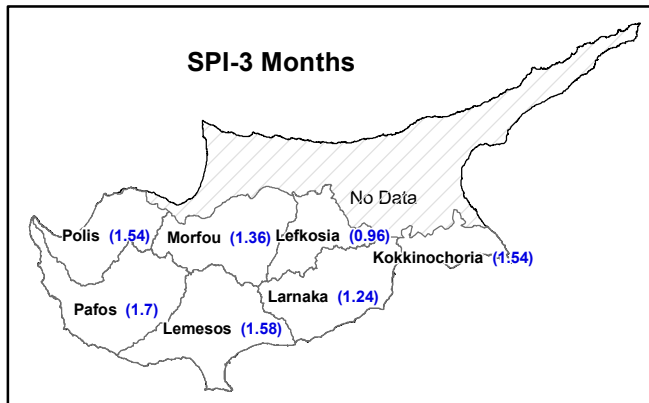 SPI-3 Months
No Data
Polis (1.54)
Morfou (1.36)
Lefkosia (0.96)
Kokkinochoria (1.54)
Pafos (1.7)
Lemesos (1.58)
Larnaka (1.24)